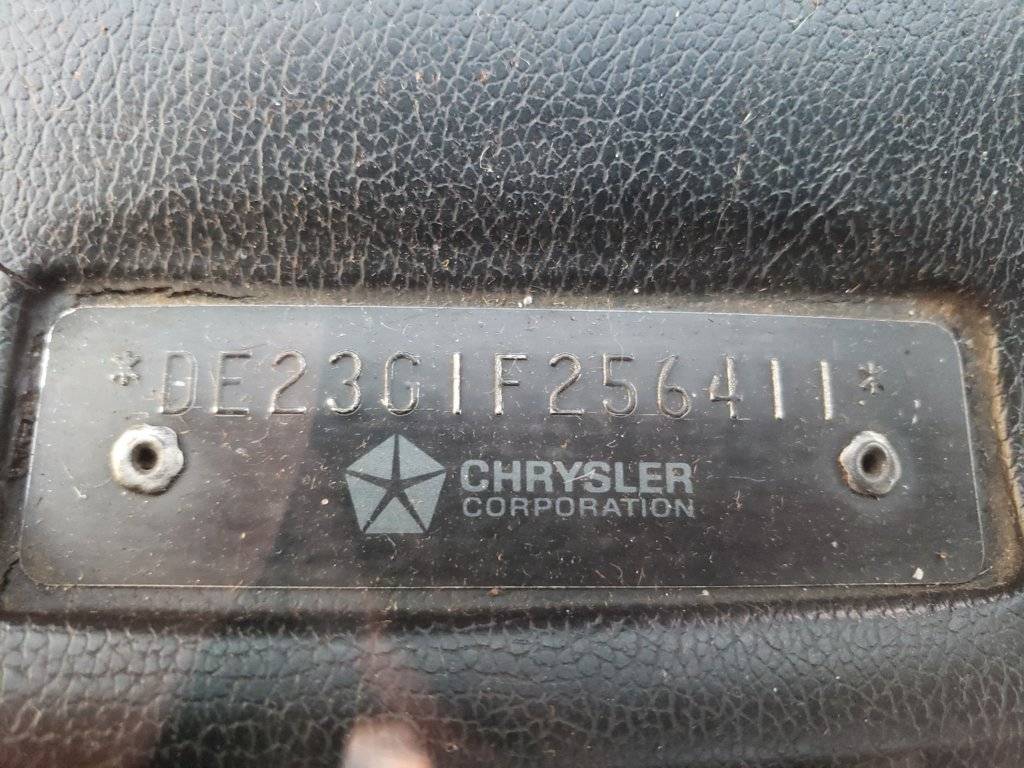 *DE23G1F256411*
CHRYSLER
CORPORATION